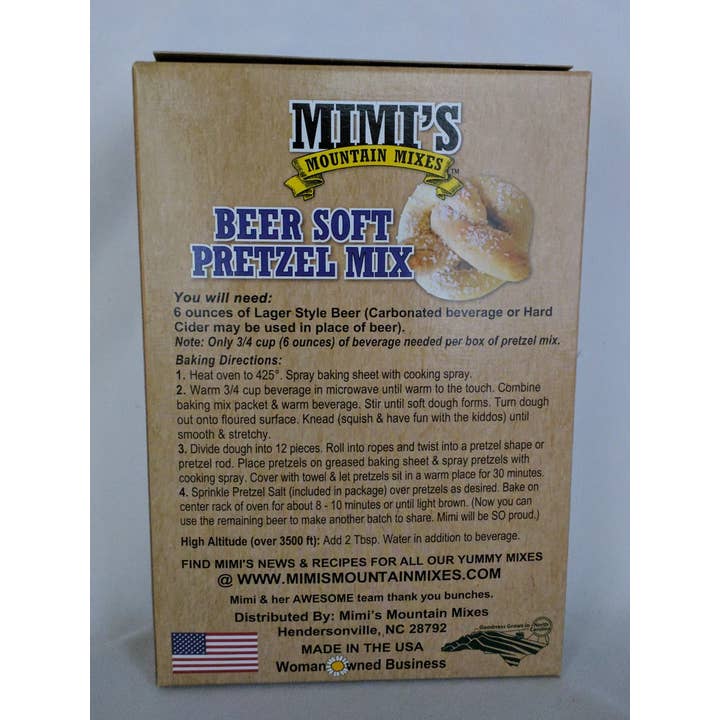 MIMI'S
MOUNTAIN MIXES™
BEER SOFT
PRETZEL MIX
You will need:
6 ounces of Lager Style Beer (Carbonated beverage or Hard
Cider may be used in place of beer).
Note: Only 3/4 cup (6 ounces) of beverage needed per box of pretzel mix.
Baking Directions:
1. Heat oven to 425°. Spray baking sheet with cooking spray.
2. Warm 3/4 cup beverage in microwave until warm to the touch. Combine
baking mix packet & warm beverage. Stir until soft dough forms. Turn dough
out onto floured surface. Knead (squish & have fun with the kiddos) until
smooth & stretchy.
3. Divide dough into 12 pieces. Roll into ropes and twist into a pretzel shape or
pretzel rod. Place pretzels on greased baking sheet & spray pretzels with
cooking spray. Cover with towel & let pretzels sit in a warm place for 30 minutes.
4. Sprinkle Pretzel Salt (included in package) over pretzels as desired. Bake on
center rack of oven for about 8 - 10 minutes or until light brown. (Now you can
use the remaining beer to make another batch to share. Mimi will be SO proud.)
High Altitude (over 3500 ft): Add 2 Tbsp. Water in addition to beverage.
FIND MIMI'S NEWS & RECIPES FOR ALL OUR YUMMY MIXES
@ WWW.MIMISMOUNTAINMIXES.COM
Mimi & her AWESOME team thank you bunches.
Distributed By: Mimi's Mountain Mixes
Hendersonville, NC 28792
MADE IN THE USA
Woman Owned Business
Goodness Grown in North Carolina